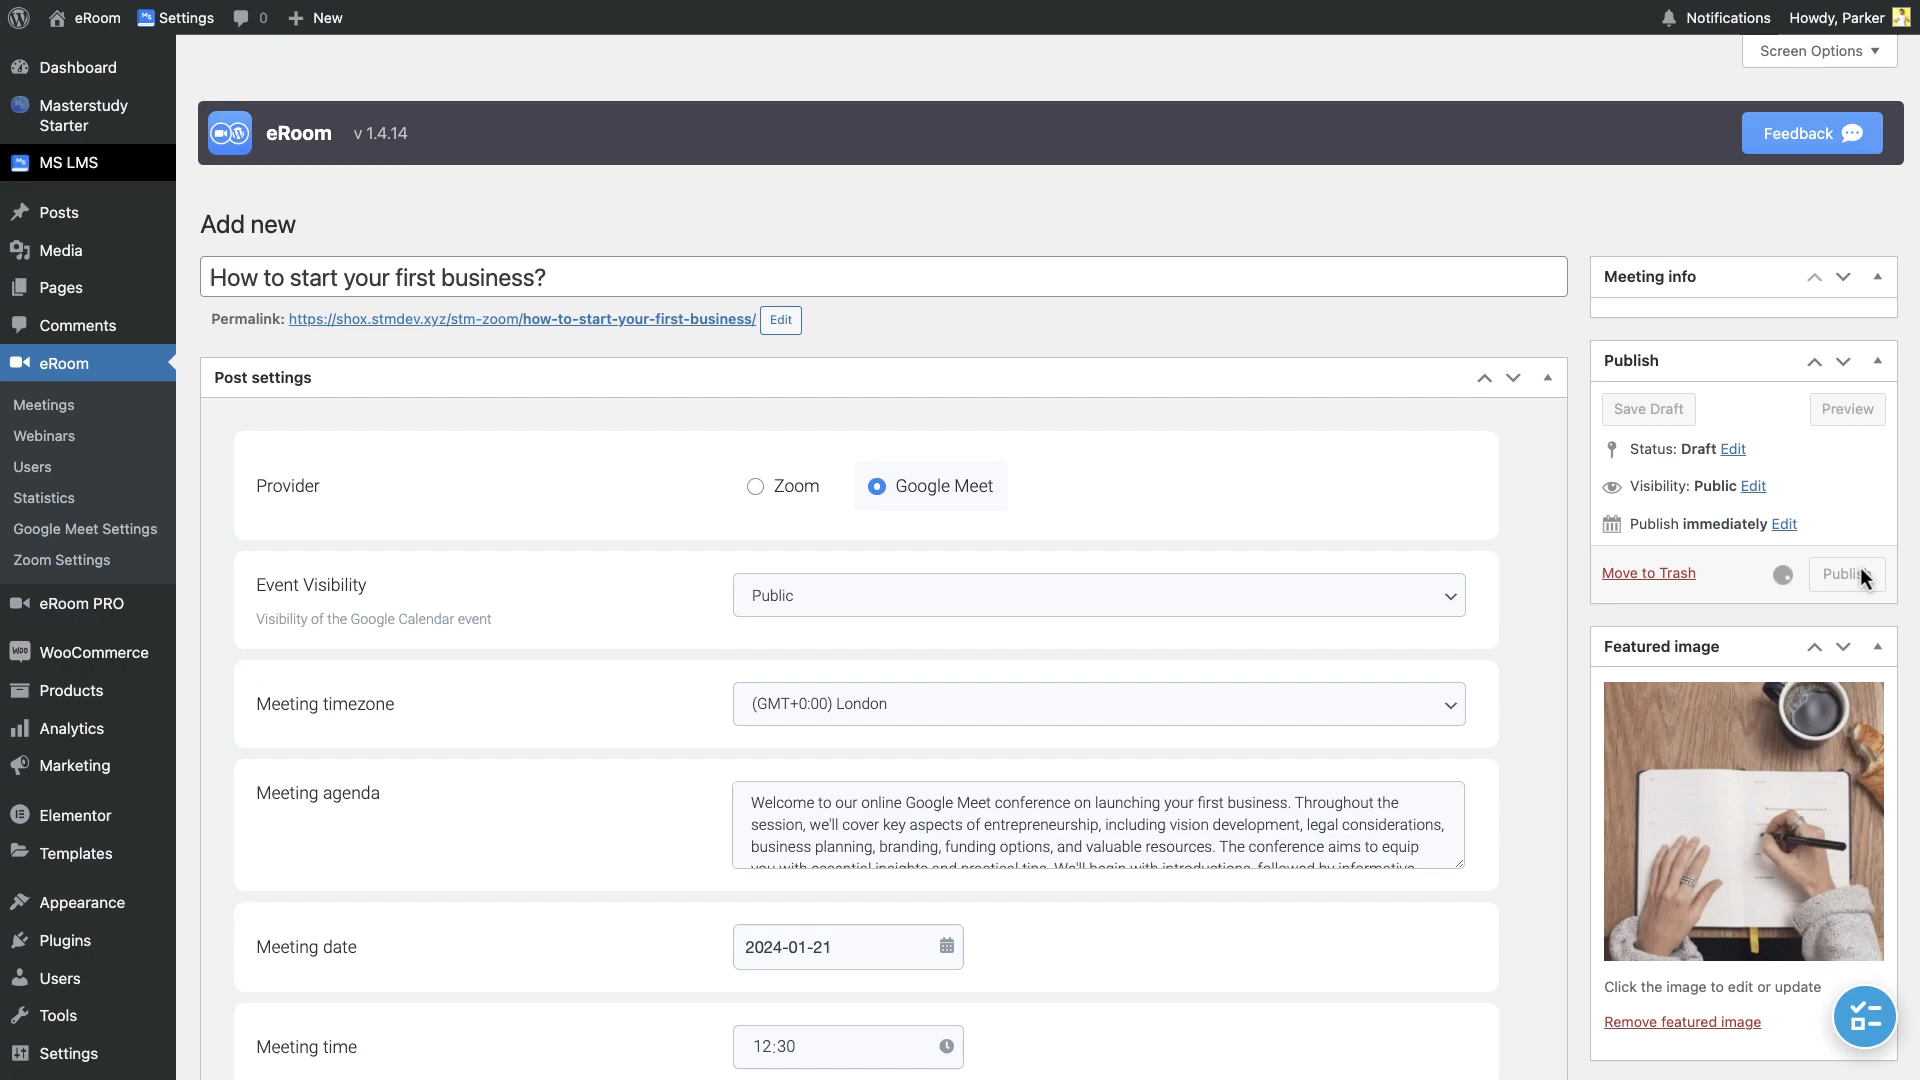 eRoom
Settings
0
New
Notifications
Howdy, Parker
Screen Options
Dashboard
Masterstudy
Starter
MS LMS
Posts
Media
Pages
Comments
eRoom
Meetings
Webinars
Users
Statistics
Google Meet Settings
Zoom Settings
eRoom PRO
WooCommerce
Products
Analytics
Marketing
Elementor
Templates
Appearance
Plugins
Users
Tools
Settings
eRoom v 1.4.14
Feedback
Add new
How to start your first business?
Permalink: https://shox.stmdev.xyz/stm-zoom/how-to-start-your-first-business/ Edit
Post settings
Provider
Zoom
Google Meet
Event Visibility
Visibility of the Google Calendar event
Public
Meeting timezone
(GMT+0:00) London
Meeting agenda
Welcome to our online Google Meet conference on launching your first business. Throughout the
session, we'll cover key aspects of entrepreneurship, including vision development, legal considerations,
business planning, branding, funding options, and valuable resources. The conference aims to equip
you with essential insights and practical tips. We'll begin with introductions, followed by informative
Meeting date
2024-01-21
Meeting time
12:30
Meeting info
Publish
Save Draft
Preview
Status: Draft Edit
Visibility: Public Edit
Publish immediately Edit
Move to Trash
Publish
Featured image
Click the image to edit or update
Remove featured image